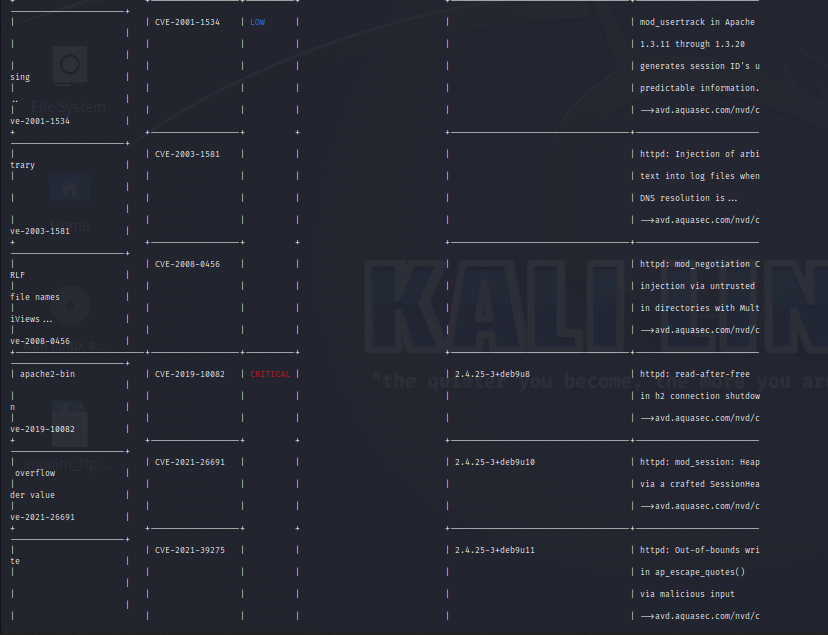 | CVE-2001-1534 | LOW | | | mod_usertrack in Apache
| | | | | 1.3.11 through 1.3.20
| | | | | generates session ID's u
sing |
| | | | | predictable information.
.. |
| | | | | —>avd.aquasec.com/nvd/c
ve-2001-1534 |
| CVE-2003-1581 | | | | httpd: Injection of arbi
trary |
| | | | | text into log files when
| | | | | DNS resolution is...
| | | | | —>avd.aquasec.com/nvd/c
ve-2003-1581 |
| CVE-2008-0456 | | | | httpd: mod_negotiation C
RLF |
| | | | | injection via untrusted
file names |
| | | | | in directories with Mult
iViews... |
| | | | | —>avd.aquasec.com/nvd/c
ve-2008-0456 |
| apache2-bin | CVE-2019-10082 | CRITICAL | | 2.4.25-3+deb9u8 | httpd: read-after-free
| | | | | in h2 connection shutdow
n |
| | | | | —>avd.aquasec.com/nvd/c
ve-2019-10082 |
| CVE-2021-26691 | | | 2.4.25-3+deb9u10 | httpd: mod_session: Heap
overflow |
| | | | | via a crafted SessionHea
der value |
| | | | | —>avd.aquasec.com/nvd/c
ve-2021-26691 |
| CVE-2021-39275 | | | 2.4.25-3+deb9u11 | httpd: Out-of-bounds wri
te |
| | | | | in ap_escape_quotes()
| | | | | via malicious input
| | | | | —>avd.aquasec.com/nvd/c
File System
Home
KALI LIN
"the quieter you become, the more you are